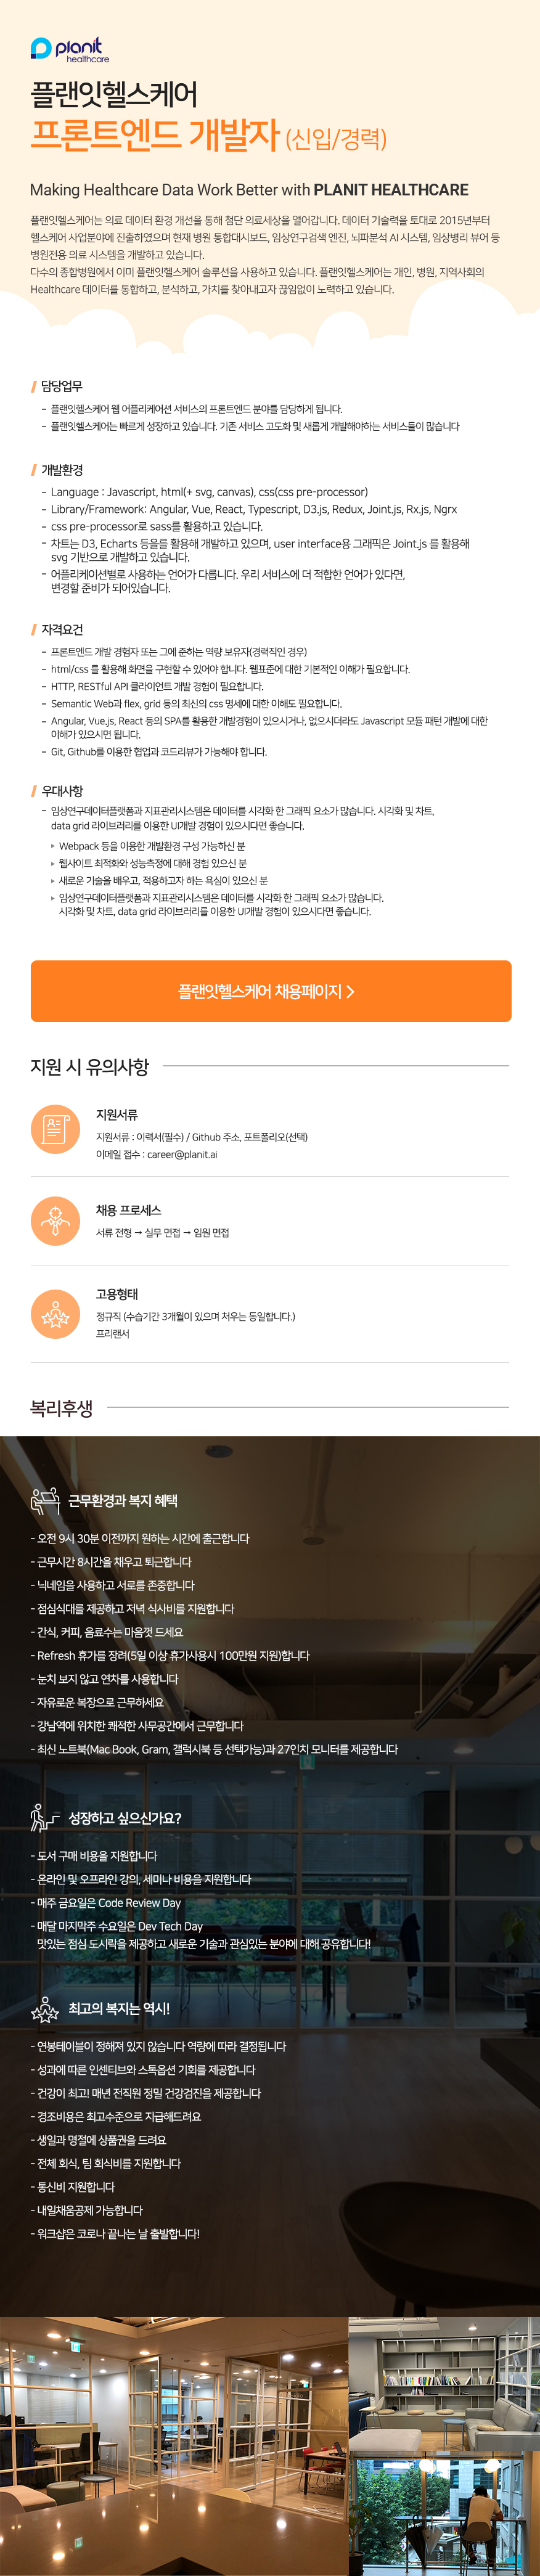 planit
healthcare
플랜잇헬스케어
프론트엔드 개발자 (신입/경력)
Making Healthcare Data Work Better with PLANIT HEALTHCARE
플랜잇헬스케어는 의료 데이터 환경 개선을 통해 첨단 의료세상을 열어갑니다. 데이터 기술력을 토대로 2015년부터
헬스케어 사업분야에 진출하였으며 현재 병원 통합대시보드, 임상연구검색 엔진, 뇌파분석 AI 시스템, 임상병리 뷰어 등
병원전용 의료 시스템을 개발하고 있습니다.
다수의 종합병원에서 이미 플랜잇헬스케어 솔루션을 사용하고 있습니다. 플랜잇헬스케어는 개인, 병원, 지역사회의
Healthcare 데이터를 통합하고, 분석하고, 가치를 찾아내고자 끊임없이 노력하고 있습니다.
담당업무
- 플랜잇헬스케어 웹 어플리케어션 서비스의 프론트엔드 분야를 담당하게 됩니다.
- 플랜잇헬스케어는 빠르게 성장하고 있습니다. 기존 서비스 고도화 및 새롭게 개발해야하는 서비스들이 많습니다
개발환경
- Language : Javascript, html(+ svg, canvas), css(css pre-processor)
- Library/Framework: Angular, Vue, React, Typescript, D3.js, Redux, Joint.js, Rx.js, Ngrx
- css pre-processor로 sass를 활용하고 있습니다.
- 챠트는 D3, Echarts 등을를 활용해 개발하고 있으며, user interface용 그래픽은 Joint.js 를 활용해
svg 기반으로 개발하고 있습니다.
- 어플리케이션별로 사용하는 언어가 다릅니다. 우리 서비스에 더 적합한 언어가 있다면,
변경할 준비가 되어있습니다.
자격요건
- 프론트엔드 개발 경험자 또는 그에 준하는 역량 보유자(경력직인 경우)
- html/css 를 활용해 화면을 구현할 수 있어야 합니다. 웹표준에 대한 기본적인 이해가 필요합니다.
- HTTP, RESTful API 클라이언트 개발 경험이 필요합니다.
- Semantic Web과 flex, grid 등의 최신의 css 명세에 대한 이해도 필요합니다.
- Angular, Vue.js, React 등의 SPA를 활용한 개발경험이 있으시거나, 없으시더라도 Javascript 모듈 패턴 개발에 대한
이해가 있으시면 됩니다.
- Git, Github를 이용한 협업과 코드리뷰가 가능해야 합니다.
우대사항
- 임상연구데이터플랫폼과 지표관리시스템은 데이터를 시각화 한 그래픽 요소가 많습니다. 시각화 및 차트,
data grid 라이브러리를 이용한 UI개발 경험이 있으시다면 좋습니다.
▸ Webpack 등을 이용한 개발환경 구성 가능하신 분
▸ 웹사이트 최적화와 성능측정에 대해 경험 있으신 분
▸ 새로운 기술을 배우고, 적용하고자 하는 욕심이 있으신 분
▸ 임상연구데이터플랫폼과 지표관리시스템은 데이터를 시각화 한 그래픽 요소가 많습니다.
시각화 및 차트, data grid 라이브러리를 이용한 UI개발 경험이 있으시다면 좋습니다.
플랜잇헬스케어 채용페이지 >
지원 시 유의사항
지원서류
지원서류 : 이력서(필수) / Github 주소, 포트폴리오(선택)
이메일 접수 : career@planit.ai
채용 프로세스
서류 전형 → 실무 면접 → 임원 면접
고용형태
정규직 (수습기간 3개월이 있으며 처우는 동일합니다.)
프리랜서
복리후생
근무환경과 복지 혜택
- 오전 9시 30분 이전까지 원하는 시간에 출근합니다
- 근무시간 8시간을 채우고 퇴근합니다
- 닉네임을 사용하고 서로를 존중합니다
- 점심식대를 제공하고 저녁 식사비를 지원합니다
- 간식, 커피, 음료수는 마음껏 드세요
- Refresh 휴가를 장려(5일 이상 휴가사용시 100만원 지원)합니다
- 눈치 보지 않고 연차를 사용합니다
- 자유로운 복장으로 근무하세요
- 강남역에 위치한 쾌적한 사무공간에서 근무합니다
- 최신 노트북(Mac Book, Gram, 갤럭시북 등 선택가능)과 27인치 모니터를 제공합니다
성장하고 싶으신가요?
- 도서 구매 비용을 지원합니다
- 온라인 및 오프라인 강의, 세미나 비용을 지원합니다
- 매주 금요일은 Code Review Day
- 매달 마지막주 수요일은 Dev Tech Day
맛있는 점심 도시락을 제공하고 새로운 기술과 관심있는 분야에 대해 공유합니다!
최고의 복지는 역시!
- 연봉테이블이 정해져 있지 않습니다 역량에 따라 결정됩니다
- 성과에 따른 인센티브와 스톡옵션 기회를 제공합니다
- 건강이 최고! 매년 전직원 정밀 건강검진을 제공합니다
- 경조비용은 최고수준으로 지급해드려요
- 생일과 명절에 상품권을 드려요
- 전체 회식, 팀 회식비를 지원합니다
- 통신비 지원합니다
- 내일채움공제 가능합니다
- 워크샵은 코로나 끝나는 날 출발합니다!